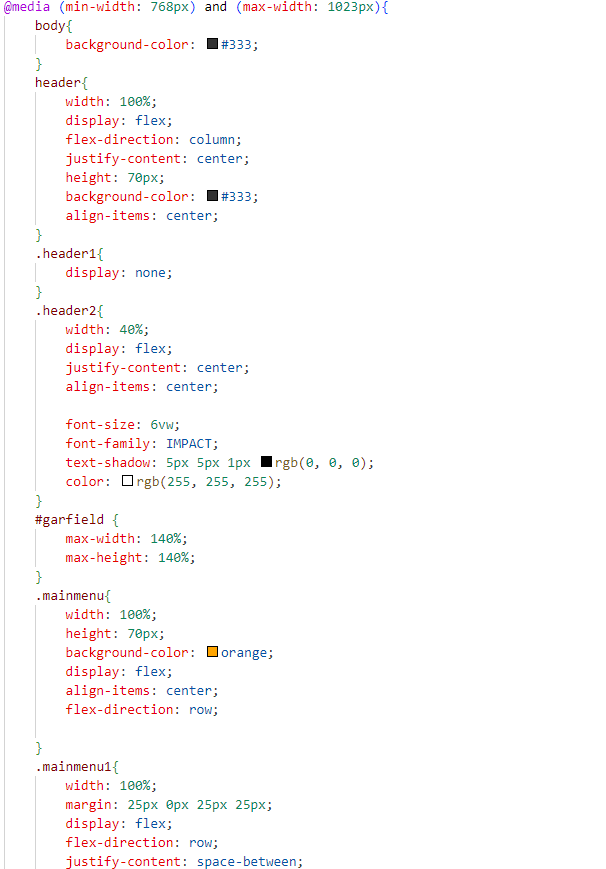 @media (min-width: 768px) and (max-width: 1023px){
    body{
        background-color: #333;
    }
    header{
        width: 100%;
        display: flex;
        flex-direction: column;
        justify-content: center;
        height: 70px;
        background-color: #333;
        align-items: center;
    }
    .header1{
        display: none;
    }
    .header2{
        width: 40%;
        display: flex;
        justify-content: center;
        align-items: center;

        font-size: 6vw;
        font-family: IMPACT;
        text-shadow: 5px 5px 1px rgb(0, 0, 0);
        color: rgb(255, 255, 255);
    }
    #garfield {
        max-width: 140%;
        max-height: 140%;
    }
    .mainmenu{
        width: 100%;
        height: 70px;
        background-color: orange;
        display: flex;
        align-items: center;
        flex-direction: row;

    }
    .mainmenu1{
        width: 100%;
        margin: 25px 0px 25px 25px;
        display: flex;
        flex-direction: row;
        justify-content: space-between;